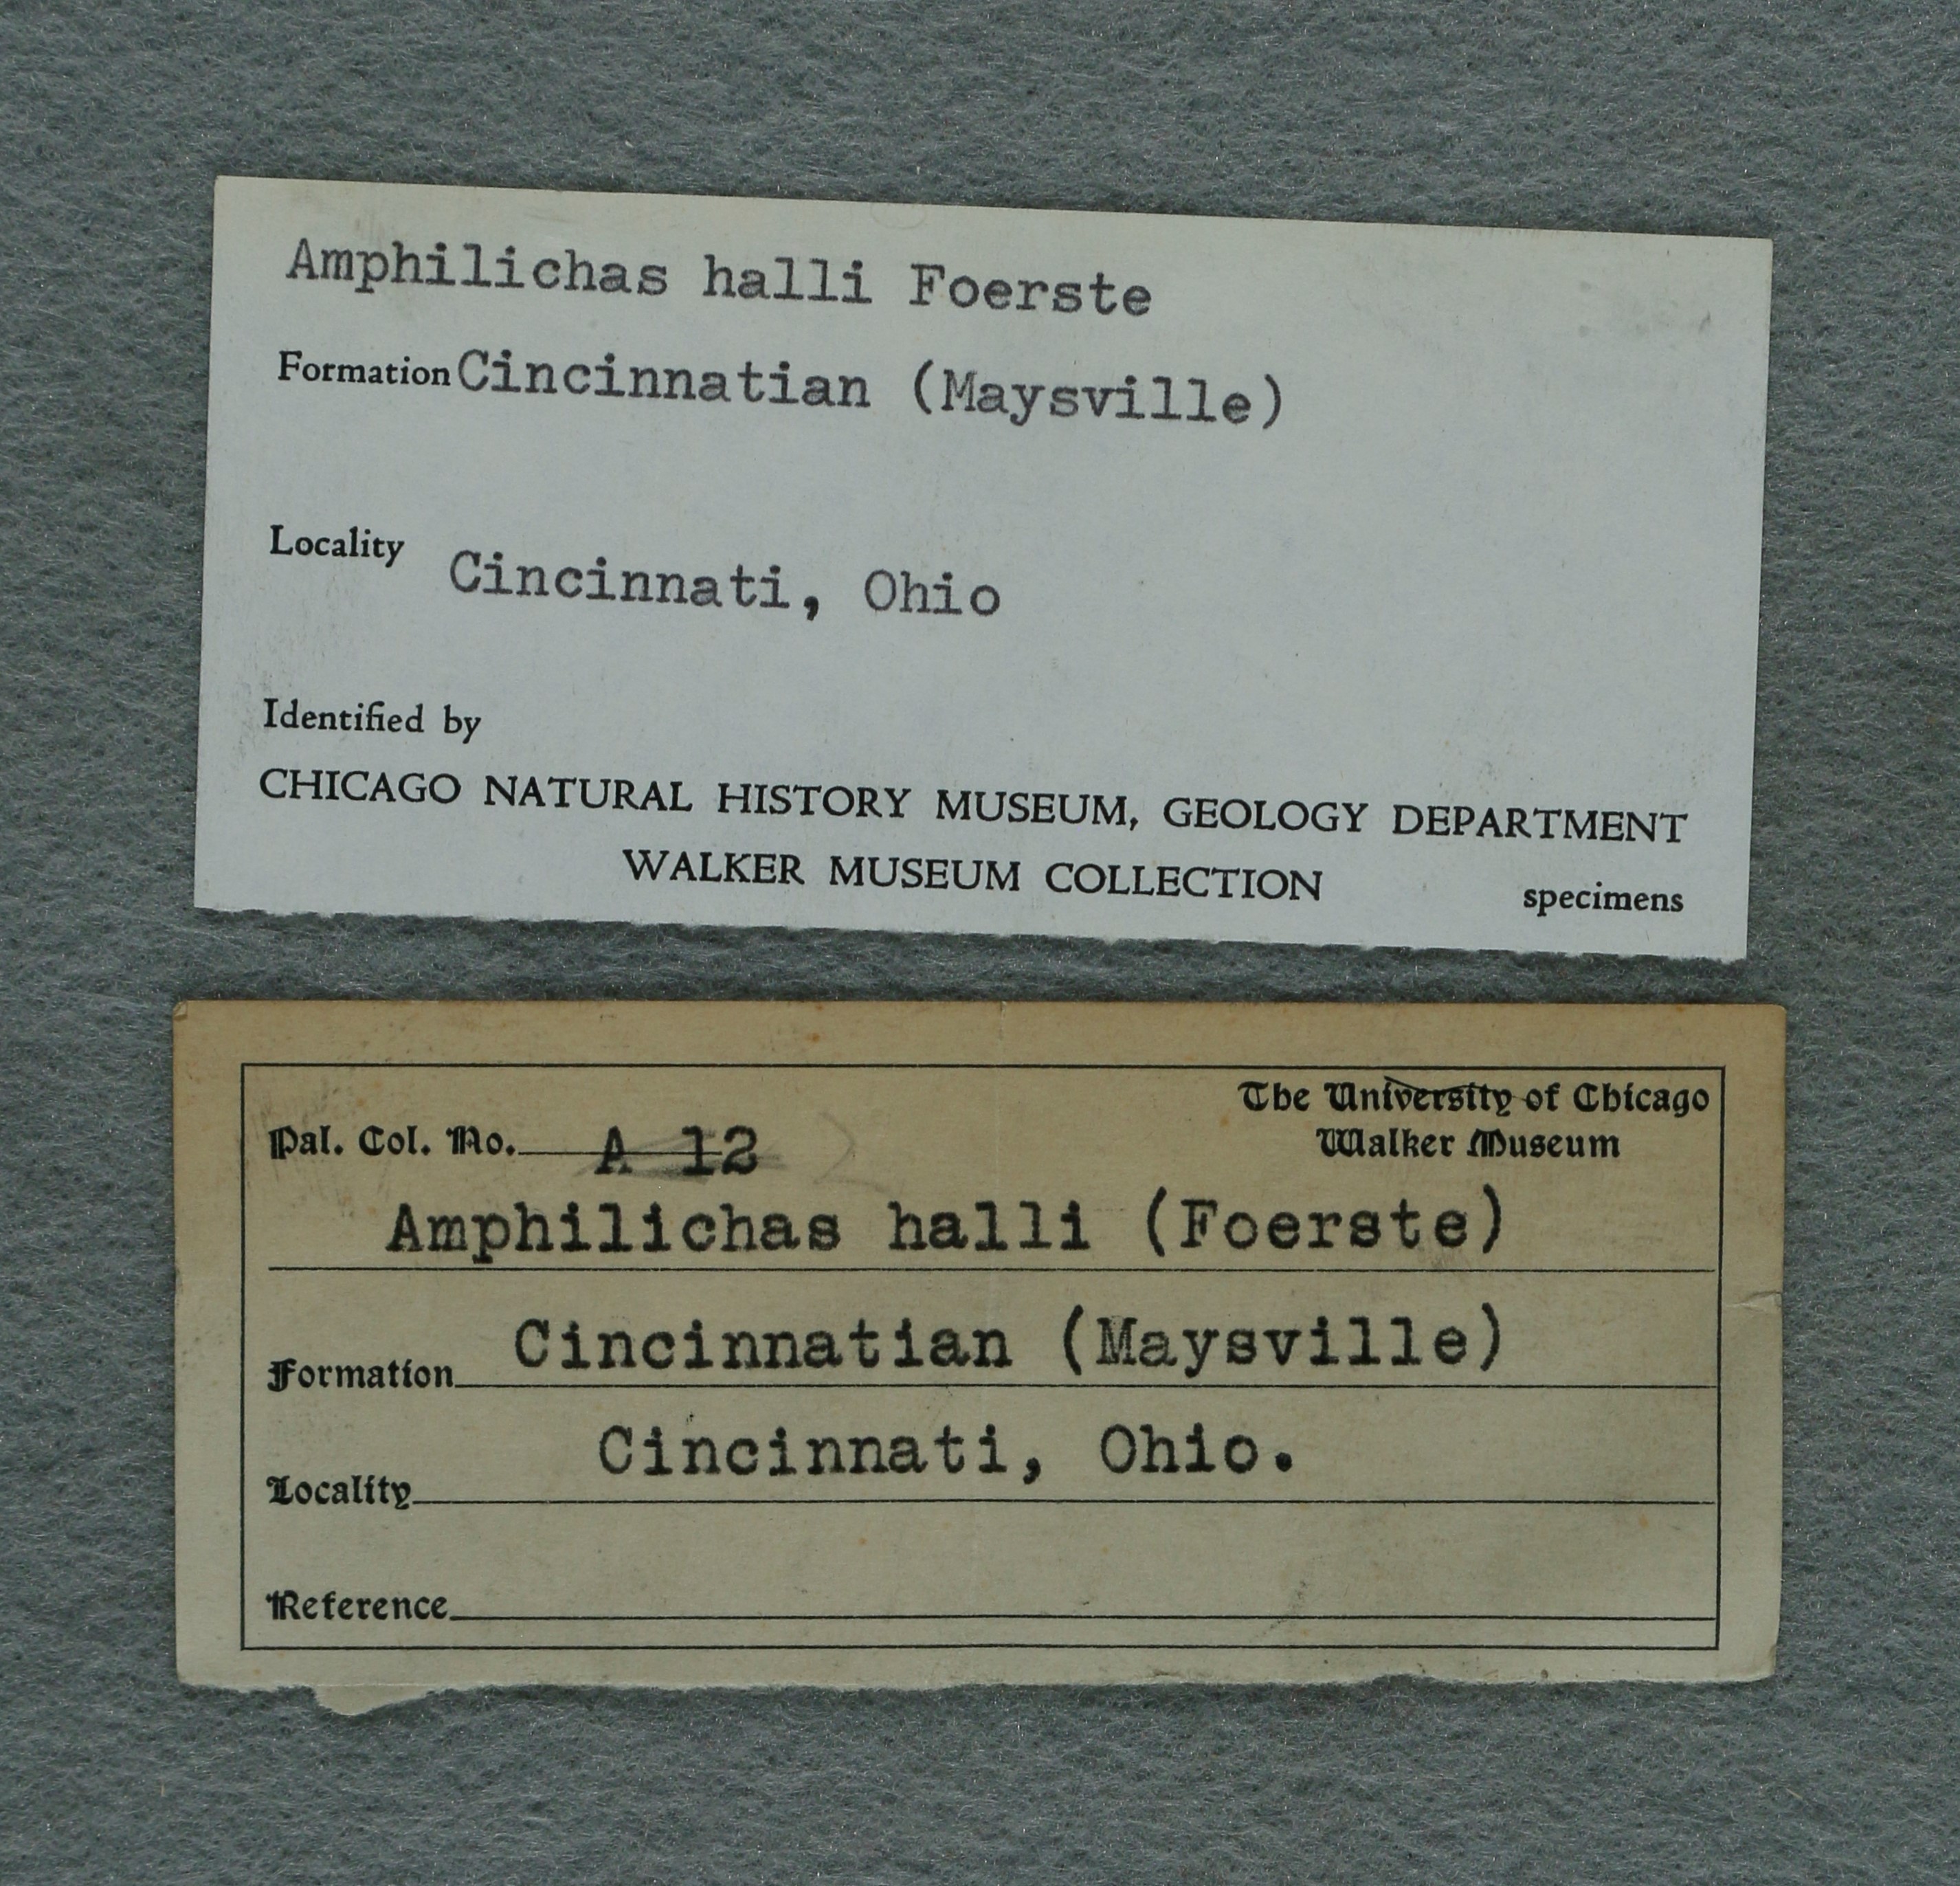 Amphilichas halli Foerste
Formation Cincinnatian (Maysville)
Locality Cincinnati, Ohio
Identified by
CHICAGO NATURAL HISTORY MUSEUM, GEOLOGY DEPARTMENT
WALKER MUSEUM COLLECTION specimens
The University of Chicago
Pal. Col. No. A 12 Walker Museum
Amphilichas halli (Foerste)
Formation Cincinnatian (Maysville)
Locality Cincinnati, Ohio.
Reference